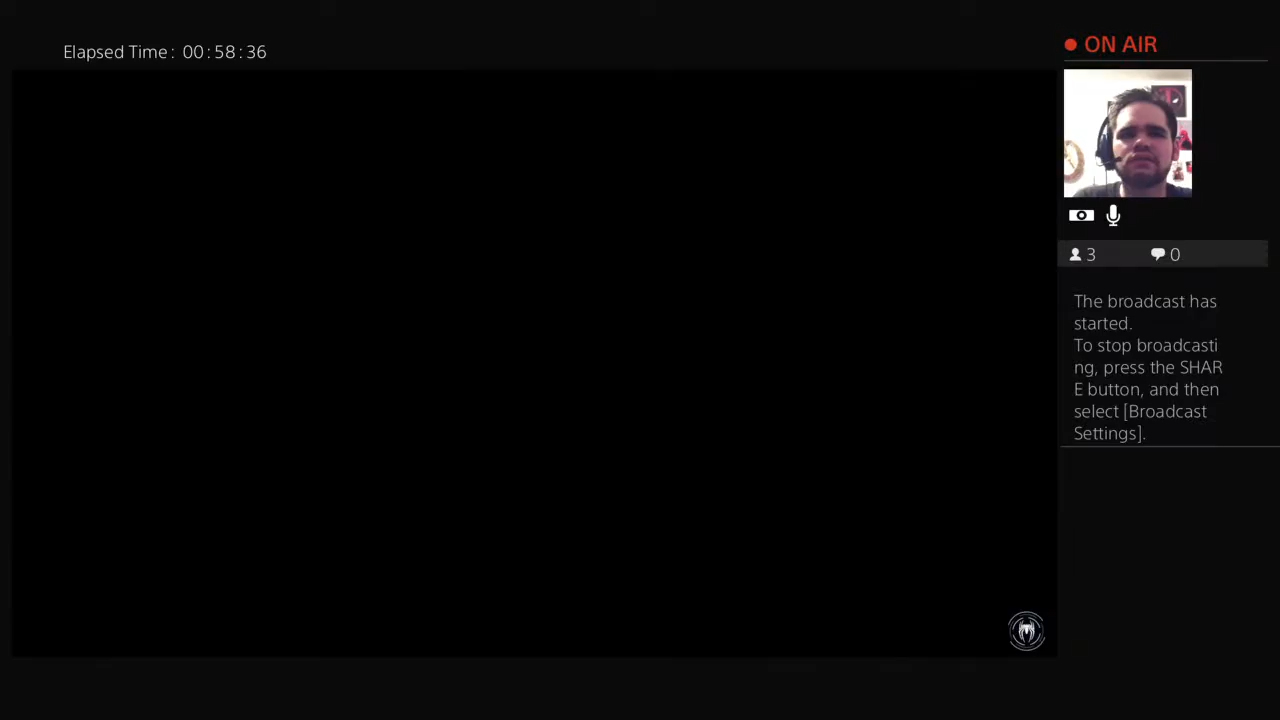 Elapsed Time: 00:58:36
ON AIR
3 0
The broadcast has
started.
To stop broadcasti
ng, press the SHAR
E button, and then
select [Broadcast
Settings].